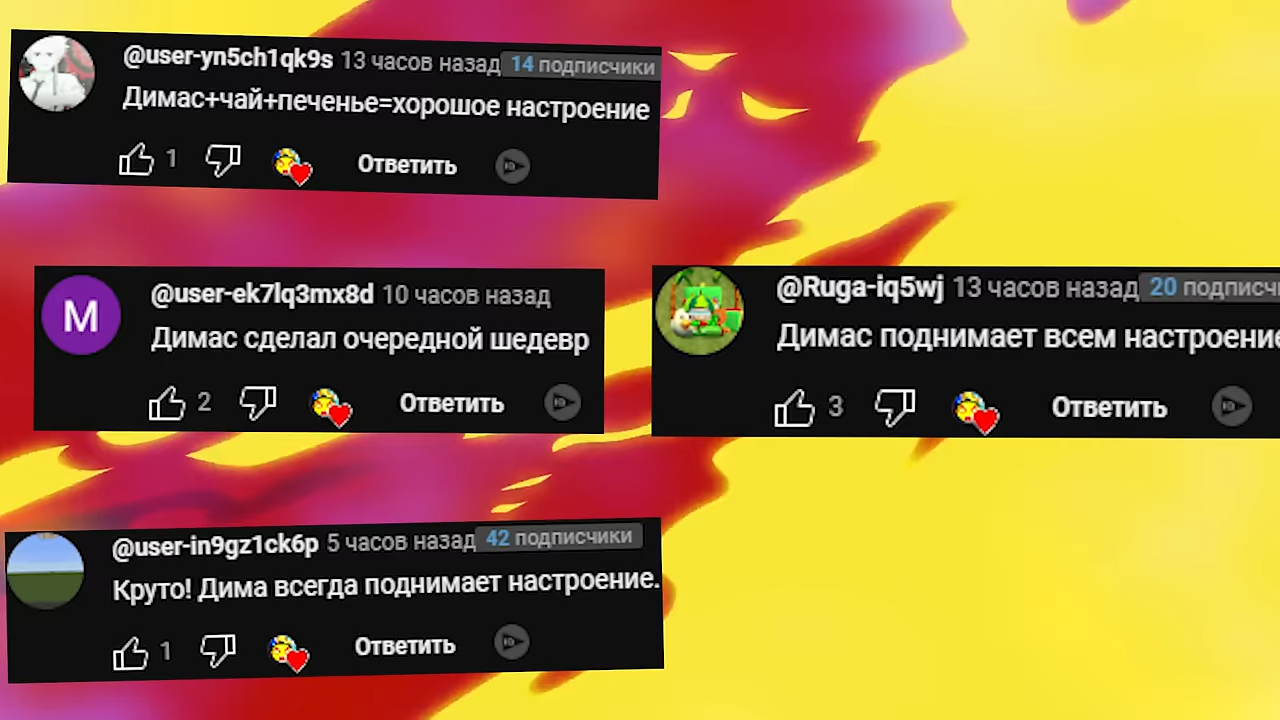 @user-yn5ch1qk9s 13 часов назад 14 подписчики
Димас+чай+печенье=хорошое настроение
1 Ответить
M
@user-ek7lq3mx8d 10 часов назад
Димас сделал очередной шедевр
2 Ответить
@Ruga-iq5wj 13 часов назад 20 подписчи
Димас поднимает всем настроение
3 Ответить
@user-in9gz1ck6p 5 часов назад 42 подписчики
Круто! Дима всегда поднимает настроение.
1 Ответить